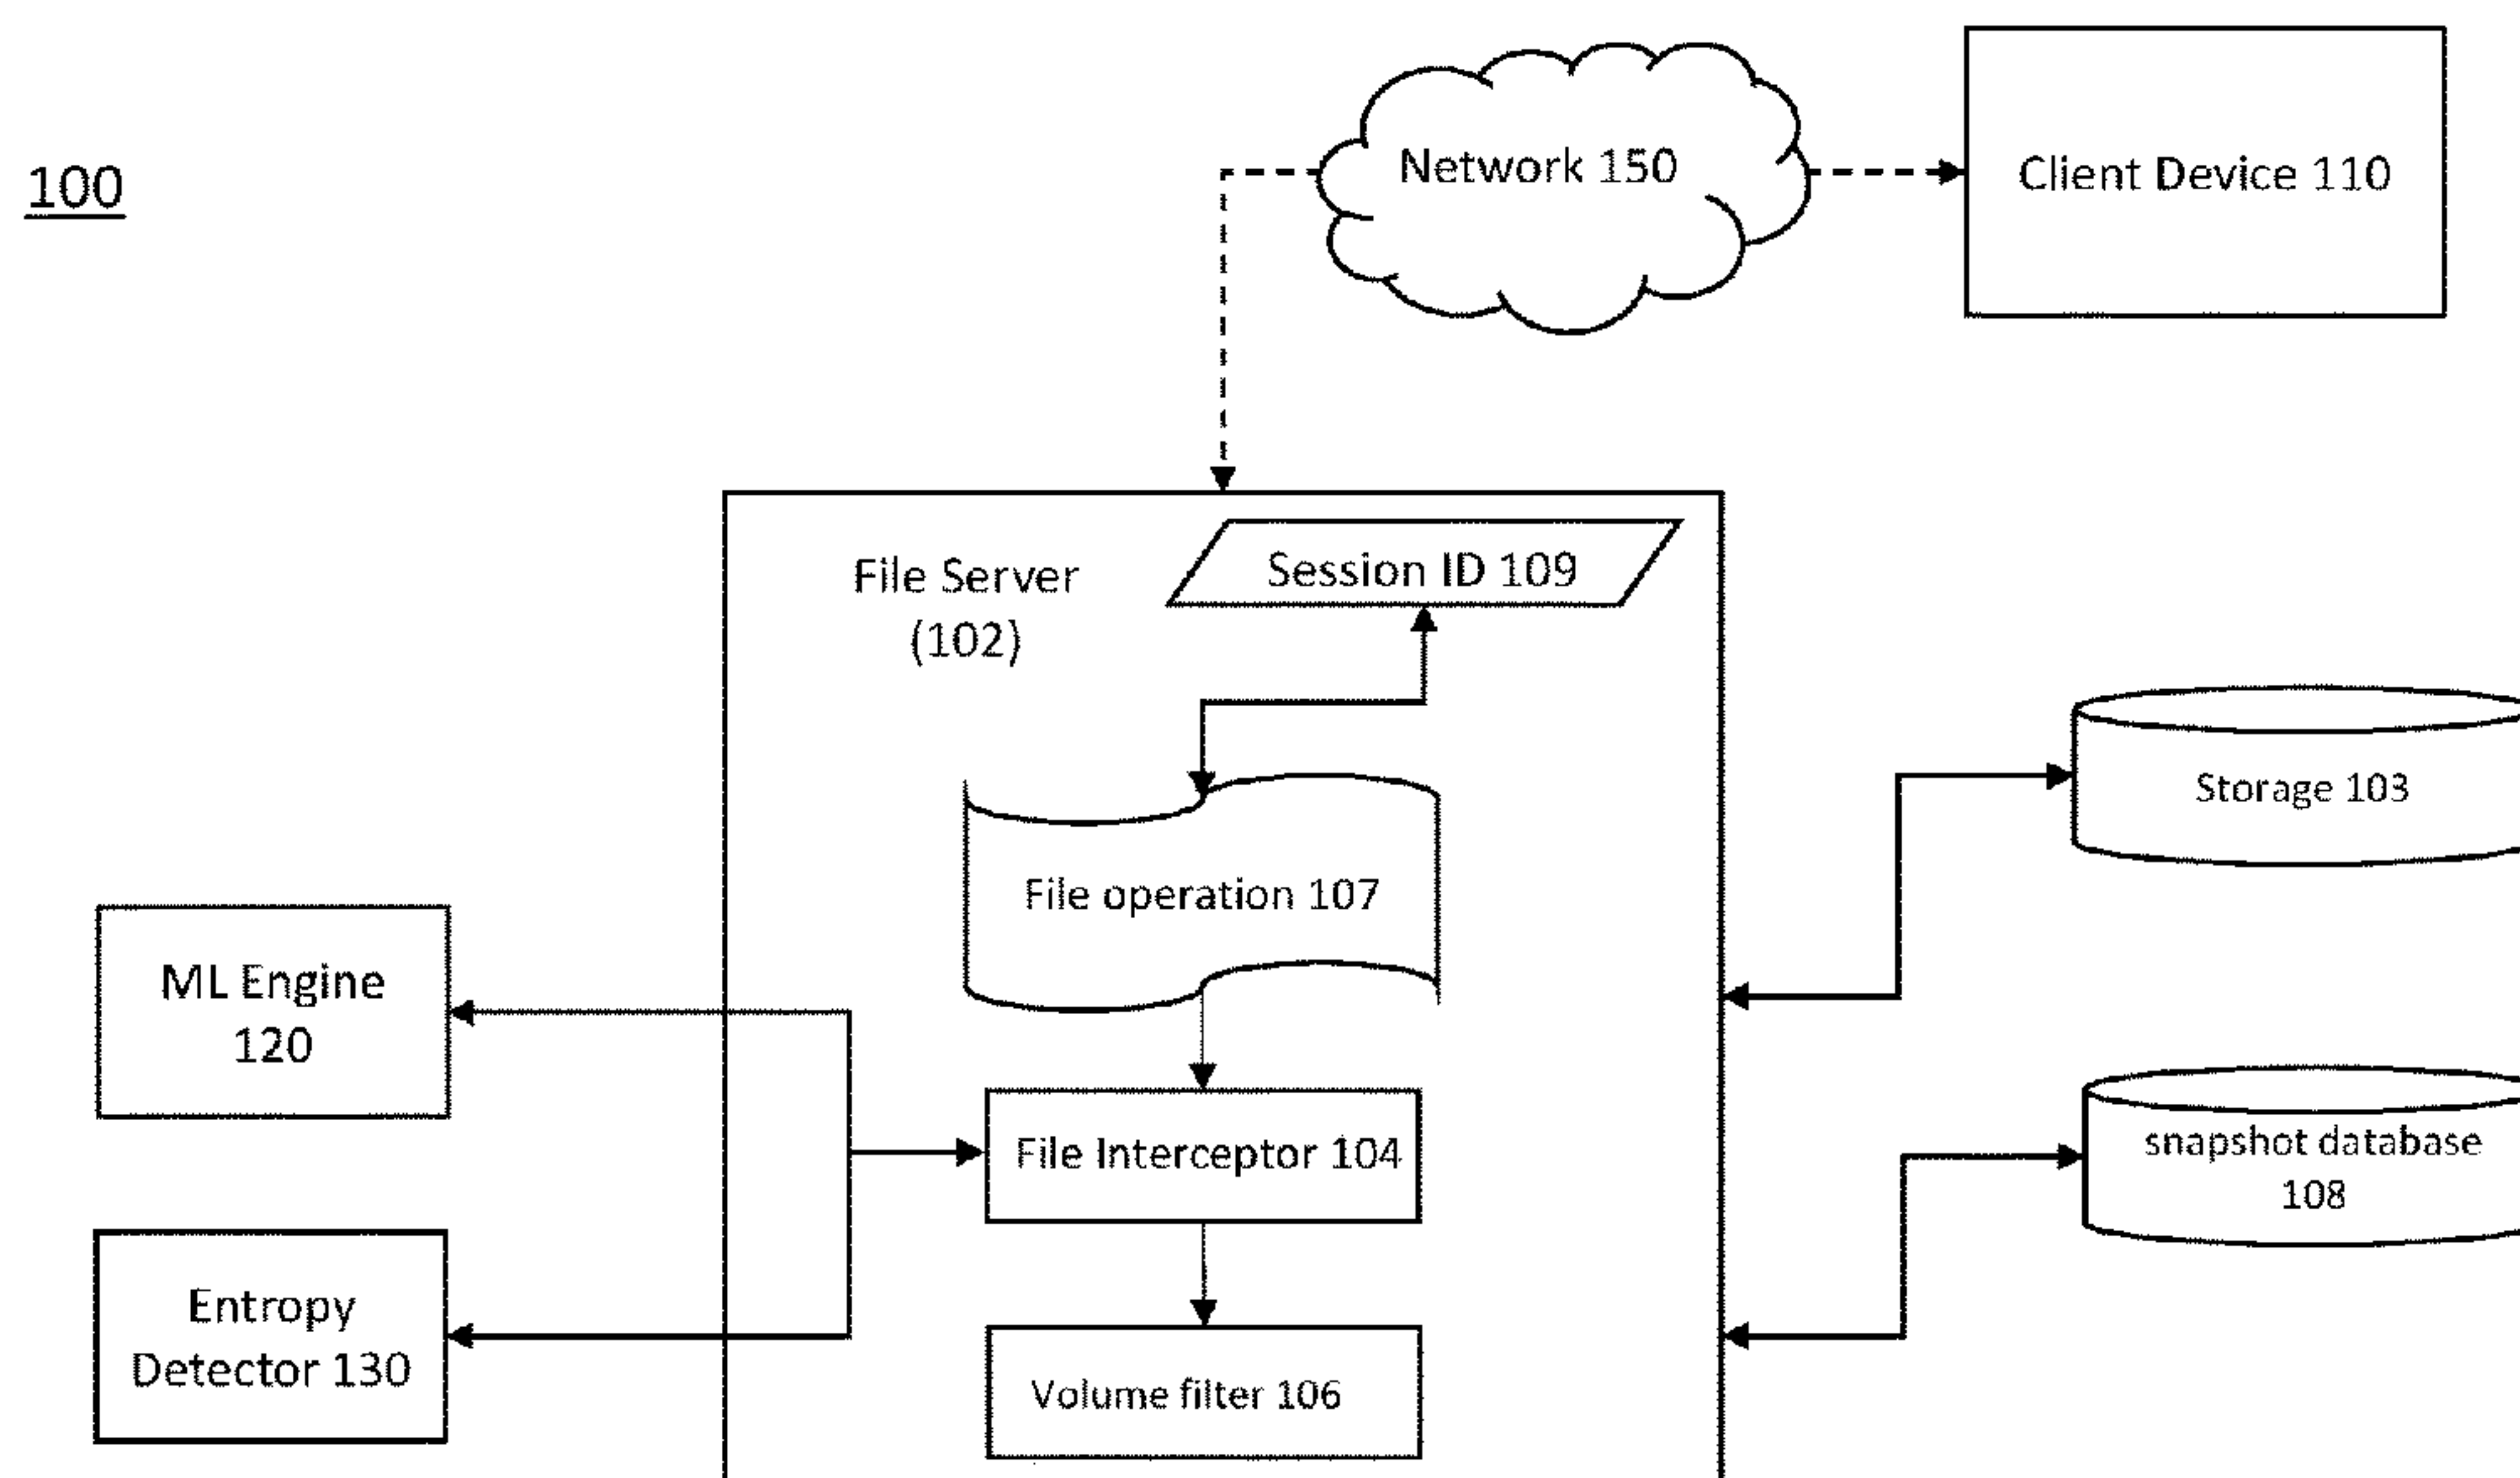 100
Network 150
Client Device 110
File Server
(102)
Session ID 109
Storage 103
File operation 107
ML Engine
120
File Interceptor 104
snapshot database
108
Entropy
Detector 130
Volume filter 106